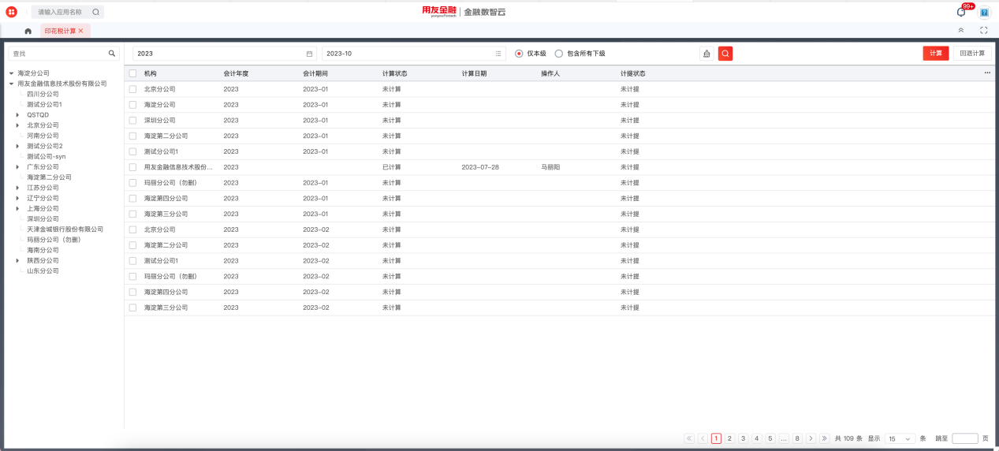 请输入应用名称
用友金融 yonyouFintech 金融数智云
99+
印花税计算 ×
查找
2023 2023-10 仅本级 包含所有下级 计算 回退计算
海淀分公司
用友金融信息技术股份有限公司
四川分公司
测试分公司1
QSTQD
北京分公司
河南分公司
测试分公司2
测试公司-syn
广东分公司
海淀第二分公司
江苏分公司
辽宁分公司
上海分公司
深圳分公司
天津金城银行股份有限公司
玛丽分公司（勿删）
海南分公司
陕西分公司
山东分公司
机构 会计年度 会计期间 计算状态 计算日期 操作人 计提状态 ...
北京分公司 2023 2023-01 未计算 未计提
海淀分公司 2023 2023-01 未计算 未计提
深圳分公司 2023 2023-01 未计算 未计提
海淀第二分公司 2023 2023-01 未计算 未计提
测试分公司1 2023 2023-01 未计算 未计提
用友金融信息技术股份... 2023 已计算 2023-07-28 马丽阳 未计提
玛丽分公司（勿删） 2023 2023-01 未计算 未计提
海淀第四分公司 2023 2023-01 未计算 未计提
海淀第三分公司 2023 2023-01 未计算 未计提
北京分公司 2023 2023-02 未计算 未计提
海淀第二分公司 2023 2023-02 未计算 未计提
测试分公司1 2023 2023-02 未计算 未计提
玛丽分公司（勿删） 2023 2023-02 未计算 未计提
海淀第四分公司 2023 2023-02 未计算 未计提
海淀第三分公司 2023 2023-02 未计算 未计提
1 2 3 4 5 ... 8 共 109 条 显示 15 条 跳至 页